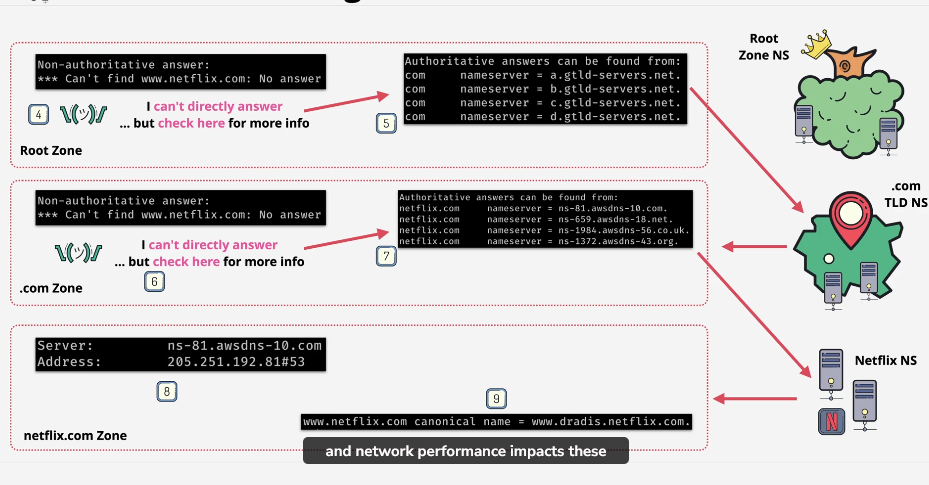 Non-authoritative answer:
*** Can't find www.netflix.com: No answer
4
¯\_(ツ)_/¯
I can't directly answer
... but check here for more info
Root Zone
5
Authoritative answers can be found from:
com nameserver = a.gtld-servers.net.
com nameserver = b.gtld-servers.net.
com nameserver = c.gtld-servers.net.
com nameserver = d.gtld-servers.net.
Root
Zone NS
Non-authoritative answer:
*** Can't find www.netflix.com: No answer
¯\_(ツ)_/¯
I can't directly answer
... but check here for more info
6
.com Zone
7
Authoritative answers can be found from:
netflix.com nameserver = ns-81.awsdns-10.com.
netflix.com nameserver = ns-659.awsdns-18.net.
netflix.com nameserver = ns-1984.awsdns-56.co.uk.
netflix.com nameserver = ns-1372.awsdns-43.org.
.com
TLD NS
Server: ns-81.awsdns-10.com
Address: 205.251.192.81#53
8
9
www.netflix.com canonical name = www.dradis.netflix.com.
netflix.com Zone
Netflix NS
N
and network performance impacts these